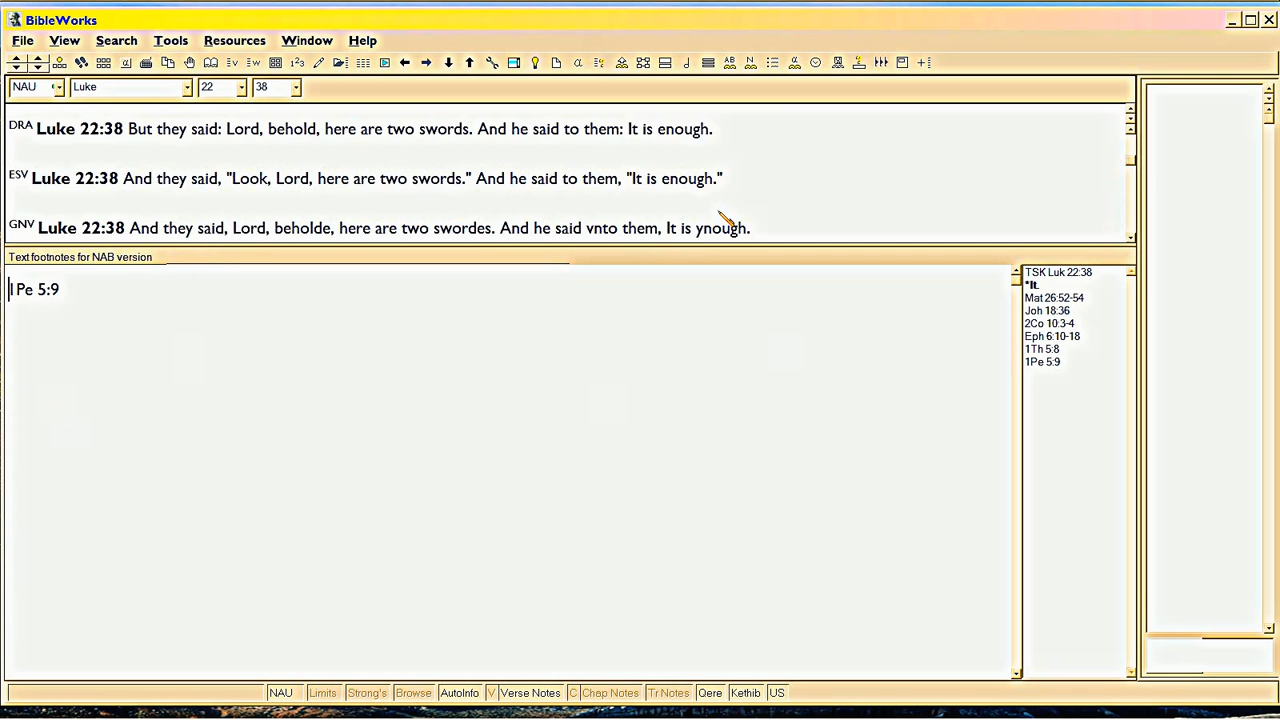 BibleWorks
File View Search Tools Resources Window Help
NAU Luke 22 38
DRA Luke 22:38 But they said: Lord, behold, here are two swords. And he said to them: It is enough.
ESV Luke 22:38 And they said, "Look, Lord, here are two swords." And he said to them, "It is enough."
GNV Luke 22:38 And they said, Lord, beholde, here are two swordes. And he said vnto them, It is ynough.
Text footnotes for NAB version
1Pe 5:9
TSK Luk 22:38
*It.
Mat 26:52-54
Joh 18:36
2Co 10:3-4
Eph 6:10-18
1Th 5:8
1Pe 5:9
NAU Limits Strong's Browse AutoInfo V Verse Notes C Chap Notes Tr Notes Qere Kethib US